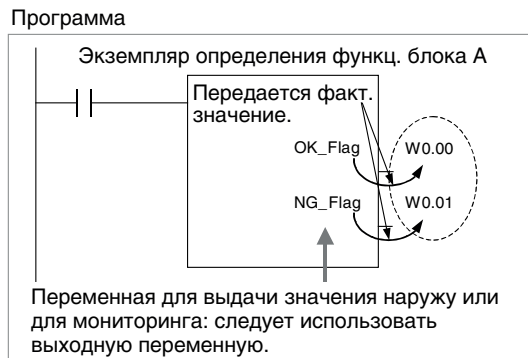 Программа
Экземпляр определения функц. блока A
Передается факт.
значение.
OK_Flag W0.00
NG_Flag W0.01
Переменная для выдачи значения наружу или
для мониторинга: следует использовать
выходную переменную.